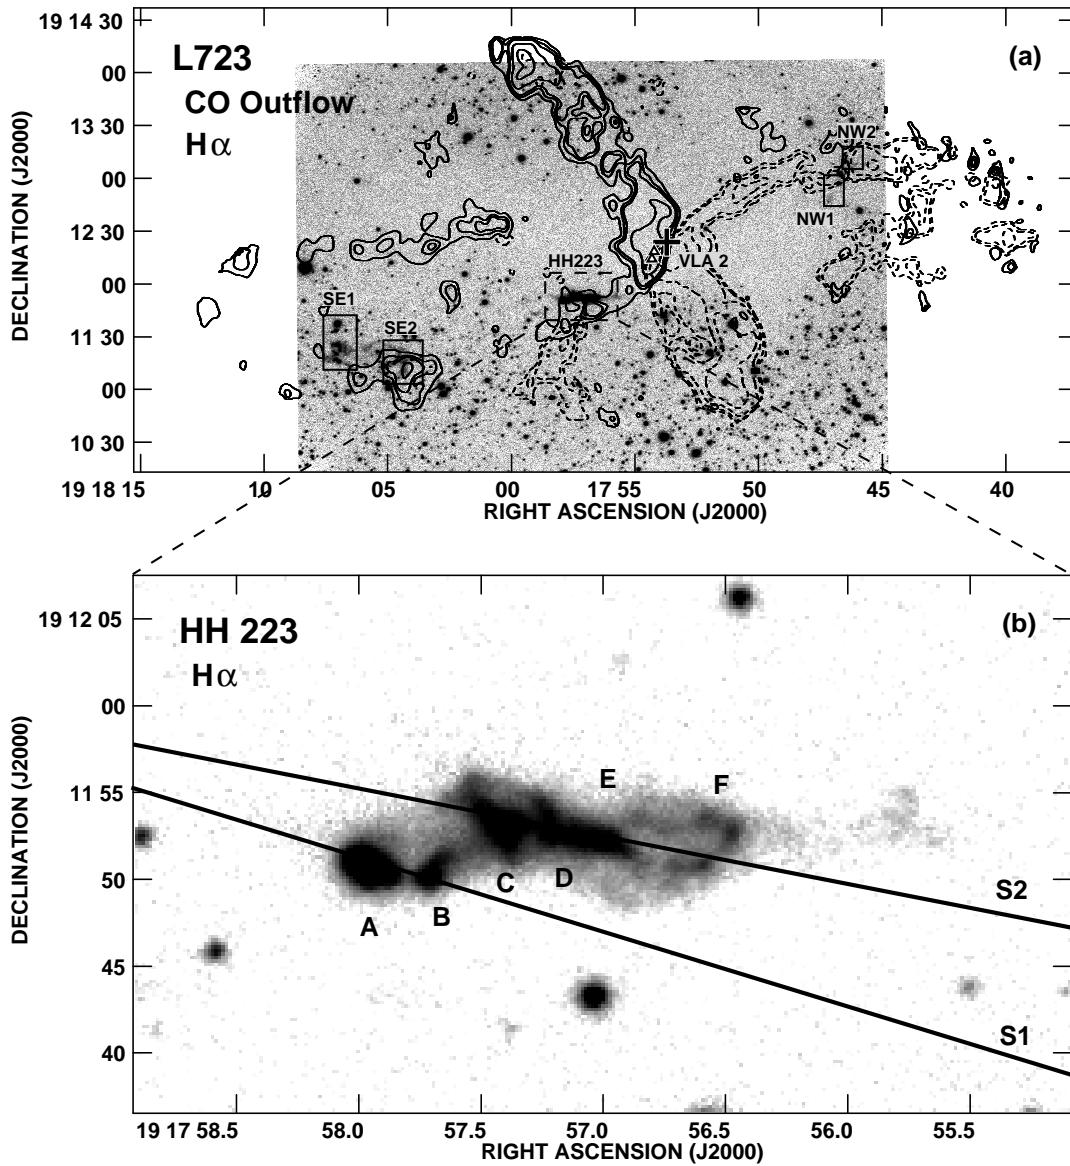 19 14 30
00
13 30
00
12 30
00
11 30
00
10 30
DECLINATION (J2000)
L723
CO Outflow
Hα
(a)
NW2
NW1
HH223
VLA 2
SE1
SE2
19 18 15
10
05
00
17 55
50
45
40
RIGHT ASCENSION (J2000)
19 12 05
00
11 55
50
45
40
DECLINATION (J2000)
HH 223
Hα
(b)
E
F
C
D
A
B
S2
S1
19 17 58.5
58.0
57.5
57.0
56.5
56.0
55.5
RIGHT ASCENSION (J2000)